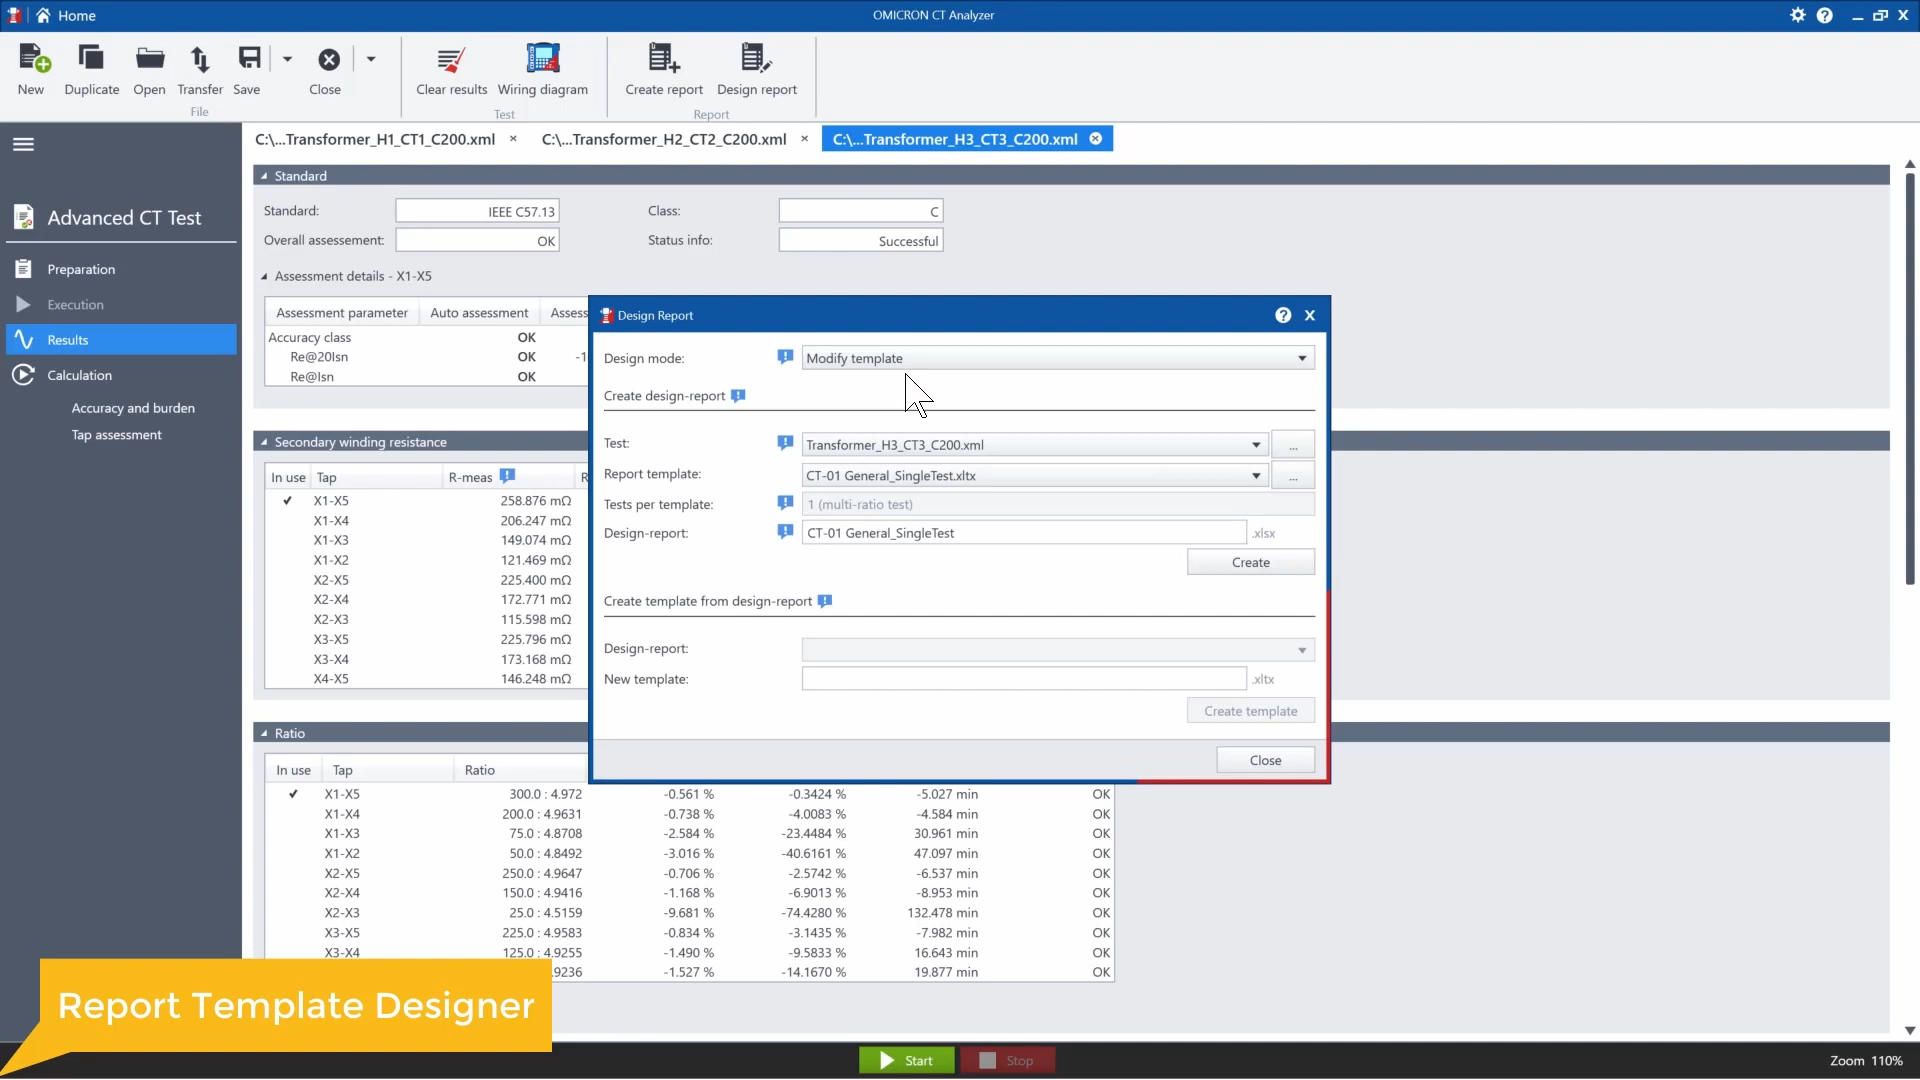 Home
OMICRON CT Analyzer
New
Duplicate
Open
Transfer
Save
Close
Clear results
Wiring diagram
Create report
Design report
File
Test
Report
C:\...Transformer_H1_CT1_C200.xml
C:\...Transformer_H2_CT2_C200.xml
C:\...Transformer_H3_CT3_C200.xml
Advanced CT Test
Preparation
Execution
Results
Calculation
Accuracy and burden
Tap assessment
Standard
Standard: IEEE C57.13 Class: C
Overall assessement: OK Status info: Successful
Assessment details - X1-X5
Assessment parameter Auto assessment Assess
Accuracy class OK
Re@20Isn OK -1
Re@Isn OK
Secondary winding resistance
In use Tap R-meas R
X1-X5 258.876 mΩ
X1-X4 206.247 mΩ
X1-X3 149.074 mΩ
X1-X2 121.469 mΩ
X2-X5 225.400 mΩ
X2-X4 172.771 mΩ
X2-X3 115.598 mΩ
X3-X5 225.796 mΩ
X3-X4 173.168 mΩ
X4-X5 146.248 mΩ
Design Report
Design mode: Modify template
Create design-report
Test: Transformer_H3_CT3_C200.xml ...
Report template: CT-01 General_SingleTest.xltx ...
Tests per template: 1 (multi-ratio test)
Design-report: CT-01 General_SingleTest .xlsx
Create
Create template from design-report
Design-report:
New template: .xltx
Create template
Close
Ratio
In use Tap Ratio
X1-X5 300.0 : 4.972 -0.561 % -0.3424 % -5.027 min OK
X1-X4 200.0 : 4.9631 -0.738 % -4.0083 % -4.584 min OK
X1-X3 75.0 : 4.8708 -2.584 % -23.4484 % 30.961 min OK
X1-X2 50.0 : 4.8492 -3.016 % -40.6161 % 47.097 min OK
X2-X5 250.0 : 4.9647 -0.706 % -2.5742 % -6.537 min OK
X2-X4 150.0 : 4.9416 -1.168 % -6.9013 % -8.953 min OK
X2-X3 25.0 : 4.5159 -9.681 % -74.4280 % 132.478 min OK
X3-X5 225.0 : 4.9583 -0.834 % -3.1435 % -7.982 min OK
X3-X4 125.0 : 4.9255 -1.490 % -9.5833 % 16.643 min OK
.9236 -1.527 % -14.1670 % 19.877 min OK
Report Template Designer
Start
Stop
Zoom 110%